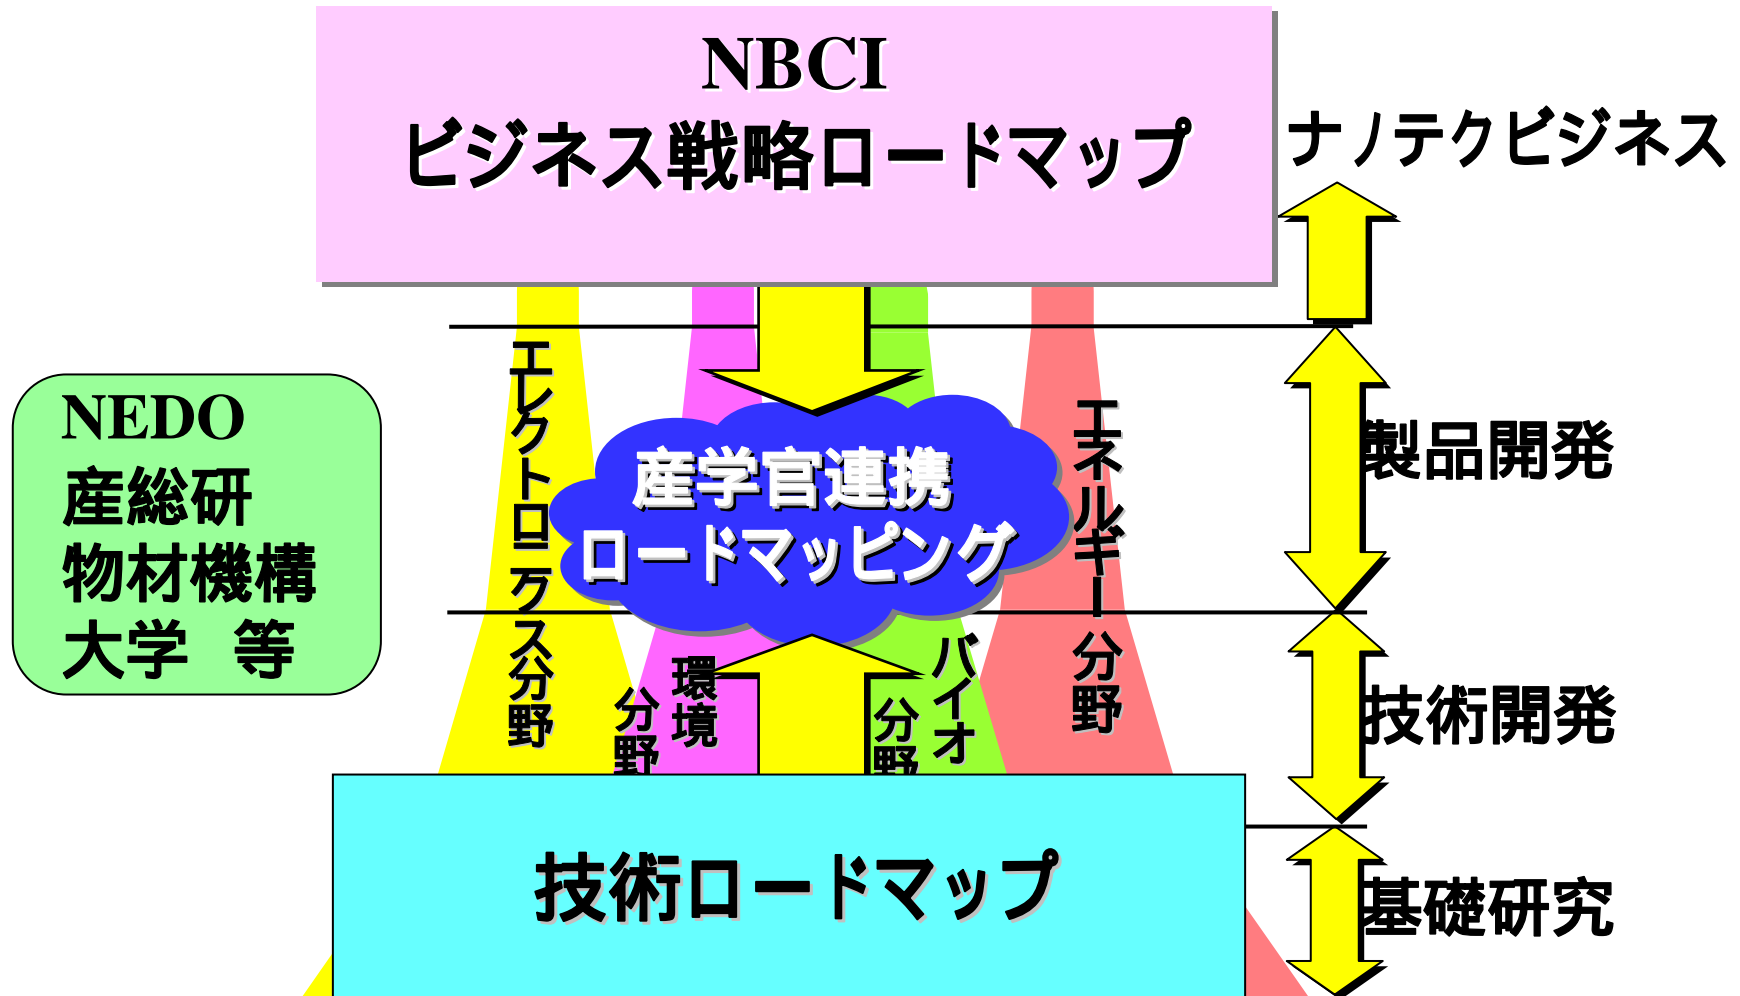 NBCI
ビジネス戦略ロードマップ
ナノテクビジネス
NEDO
産総研
物材機構
大学 等
エレクトロニクス分野
環境
分野
産学官連携
ロードマッピング
バイオ
分野
エネルギー分野
製品開発
技術開発
技術ロードマップ
基礎研究